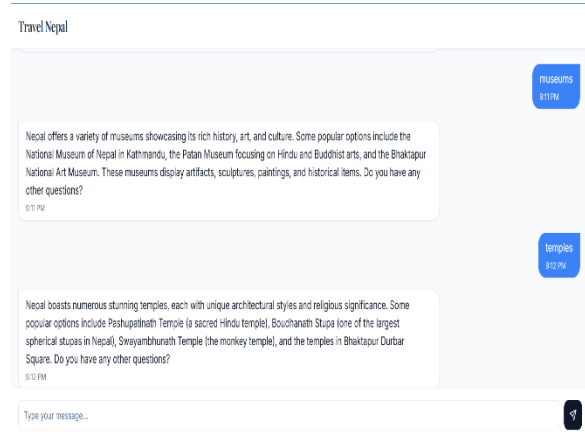 Travel Nepal
museums
9:11 PM
Nepal offers a variety of museums showcasing its rich history, art, and culture. Some popular options include the
National Museum of Nepal in Kathmandu, the Patan Museum focusing on Hindu and Buddhist arts, and the Bhaktapur
National Art Museum. These museums display artifacts, sculptures, paintings, and historical items. Do you have any
other questions?
9:11 PM
temples
9:12 PM
Nepal boasts numerous stunning temples, each with unique architectural styles and religious significance. Some
popular options include Pashupatinath Temple (a sacred Hindu temple), Boudhanath Stupa (one of the largest
spherical stupas in Nepal), Swayambhunath Temple (the monkey temple), and the temples in Bhaktapur Durbar
Square. Do you have any other questions?
9:12 PM
Type your message...